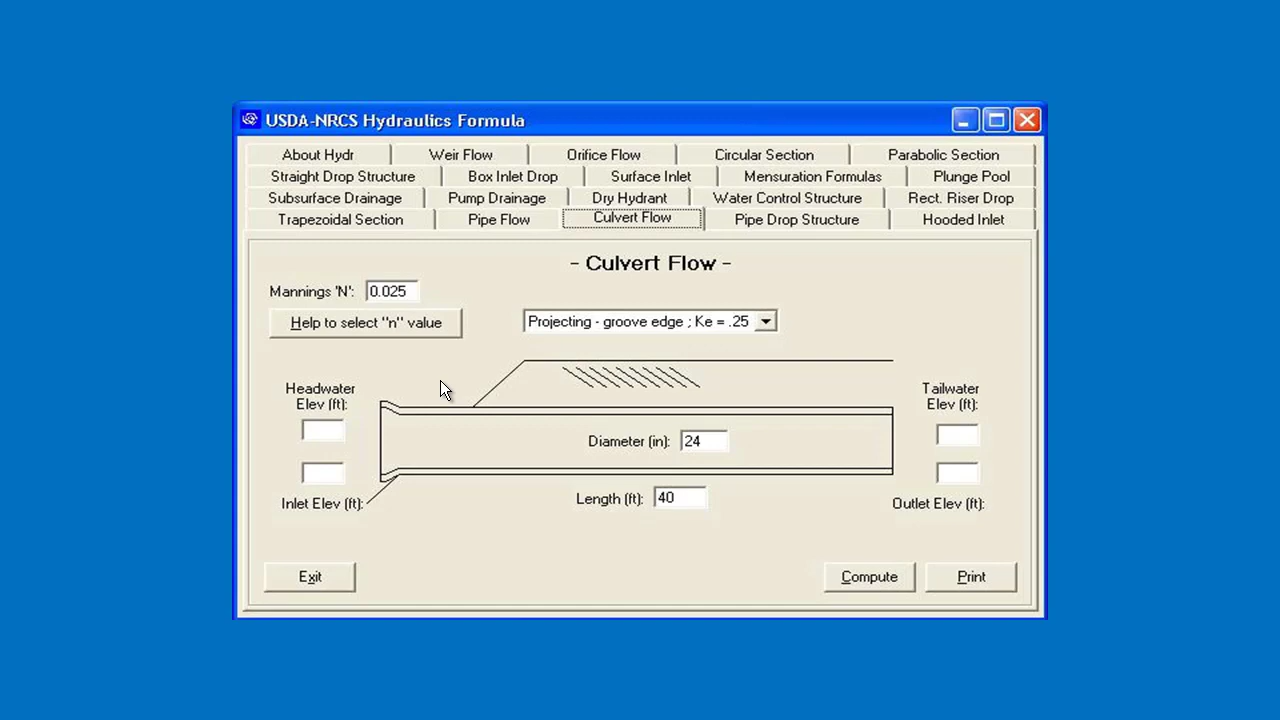 USDA-NRCS Hydraulics Formula
About Hydr Weir Flow Orifice Flow Circular Section Parabolic Section
Straight Drop Structure Box Inlet Drop Surface Inlet Mensuration Formulas Plunge Pool
Subsurface Drainage Pump Drainage Dry Hydrant Water Control Structure Rect. Riser Drop
Trapezoidal Section Pipe Flow Culvert Flow Pipe Drop Structure Hooded Inlet
- Culvert Flow -
Mannings 'N': 0.025
Help to select "n" value
Projecting - groove edge ; Ke = .25
Headwater
Elev (ft):
Tailwater
Elev (ft):
Diameter (in): 24
Length (ft): 40
Inlet Elev (ft):
Outlet Elev (ft):
Exit Compute Print